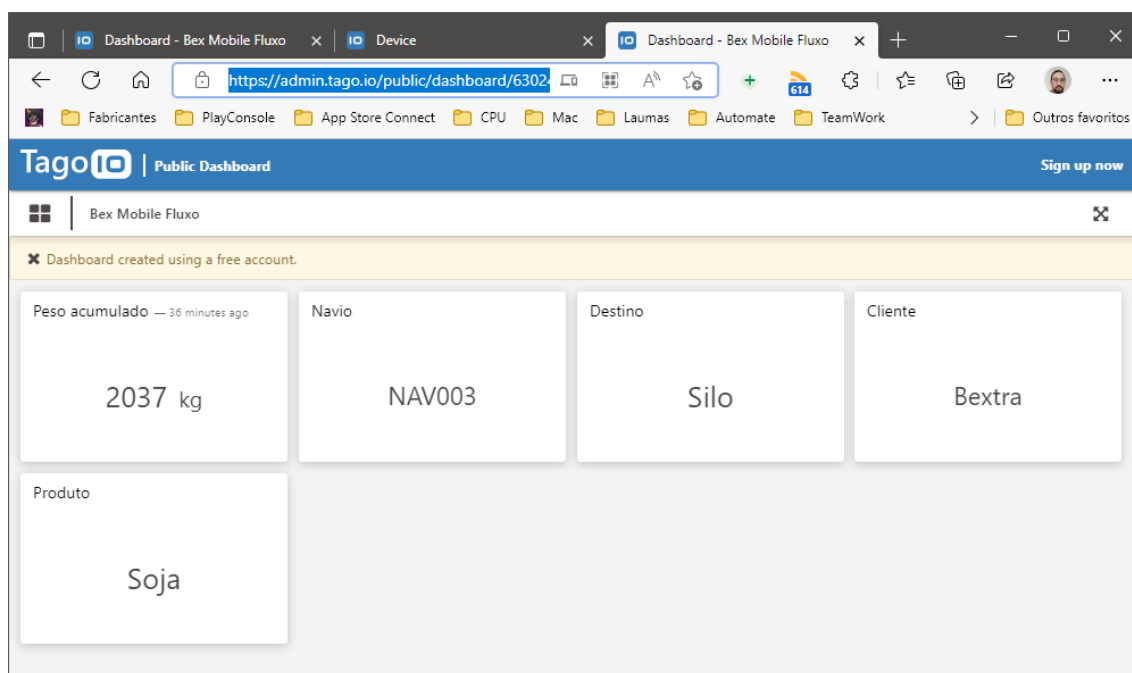 Dashboard - Bex Mobile Fluxo
Device
Dashboard - Bex Mobile Fluxo
https://admin.tago.io/public/dashboard/6302
614
Fabricantes PlayConsole App Store Connect CPU Mac Laumas Automate TeamWork Outros favoritos
Tago IO | Public Dashboard Sign up now
Bex Mobile Fluxo
Dashboard created using a free account.
Peso acumulado — 36 minutes ago
2037 kg
Navio
NAV003
Destino
Silo
Cliente
Bextra
Produto
Soja